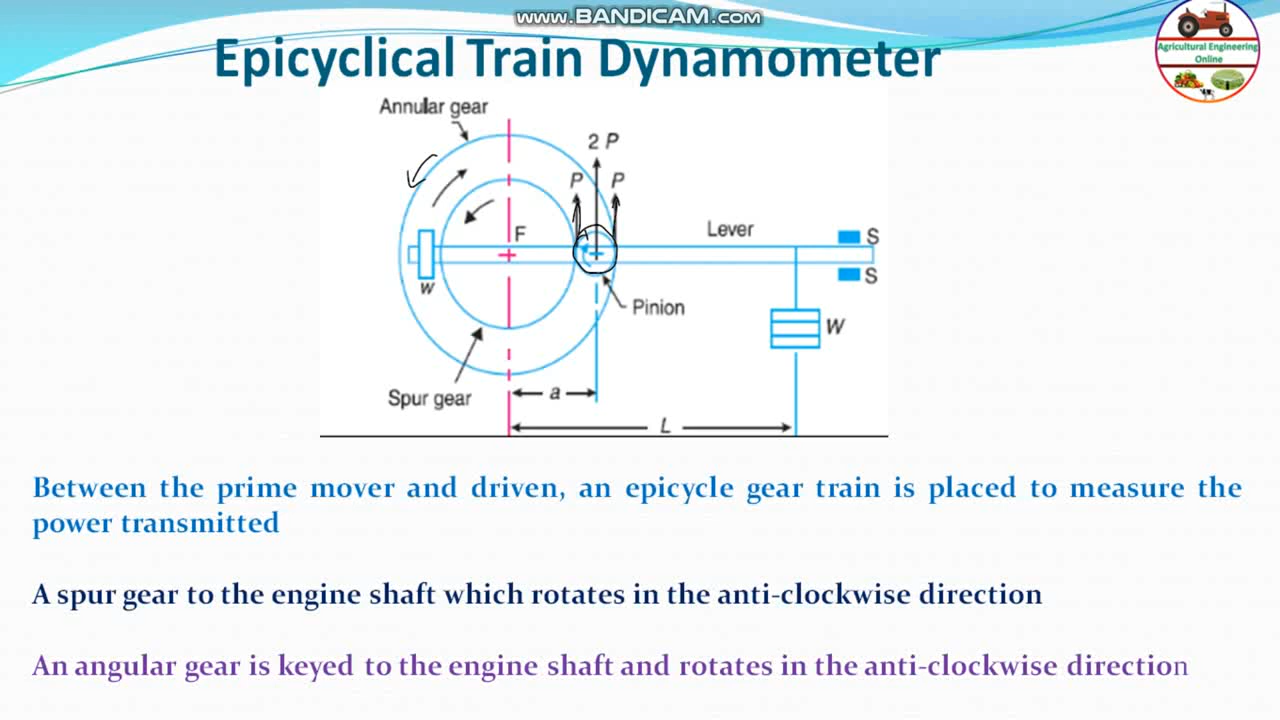 www.BANDICAM.com
Epicyclical Train Dynamometer
Agricultural Engineering
Online
Annular gear
2 P
P P
F
Lever
S
S
w
Pinion
W
Spur gear
a
L
Between the prime mover and driven, an epicycle gear train is placed to measure the
power transmitted
A spur gear to the engine shaft which rotates in the anti-clockwise direction
An angular gear is keyed to the engine shaft and rotates in the anti-clockwise direction